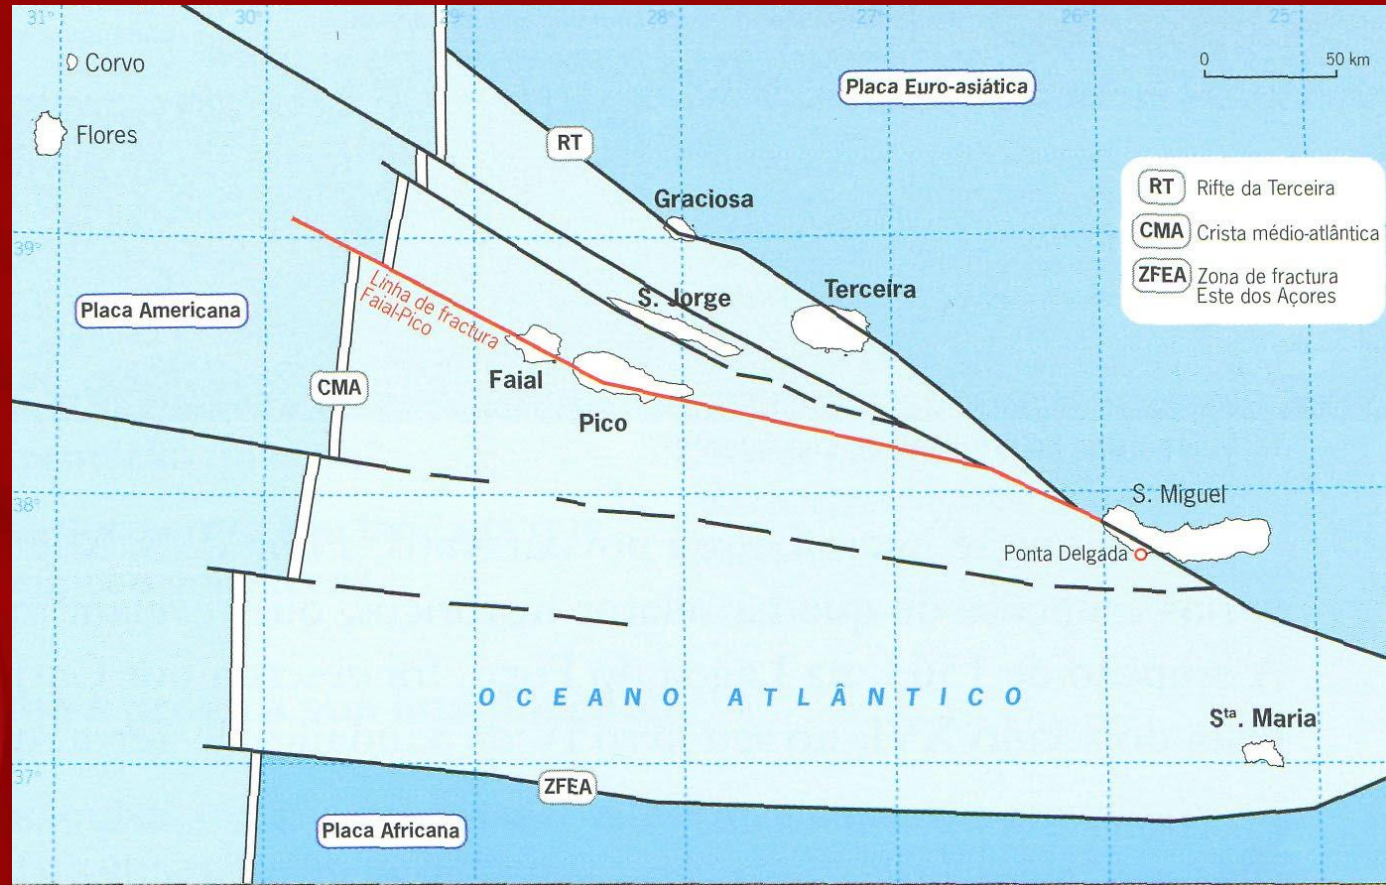 31°
30°
29°
28°
27°
26°
25°
Corvo
Flores
Placa Euro-asiática
0 50 km
RT
RT Rifte da Terceira
CMA Crista médio-atlântica
ZFEA Zona de fractura
Este dos Açores
Graciosa
39°
Placa Americana
Linha de fractura
Faial-Pico
S. Jorge
Terceira
CMA
Faial
Pico
38°
S. Miguel
Ponta Delgada
OCEANO ATLÂNTICO
Sta. Maria
37°
ZFEA
Placa Africana